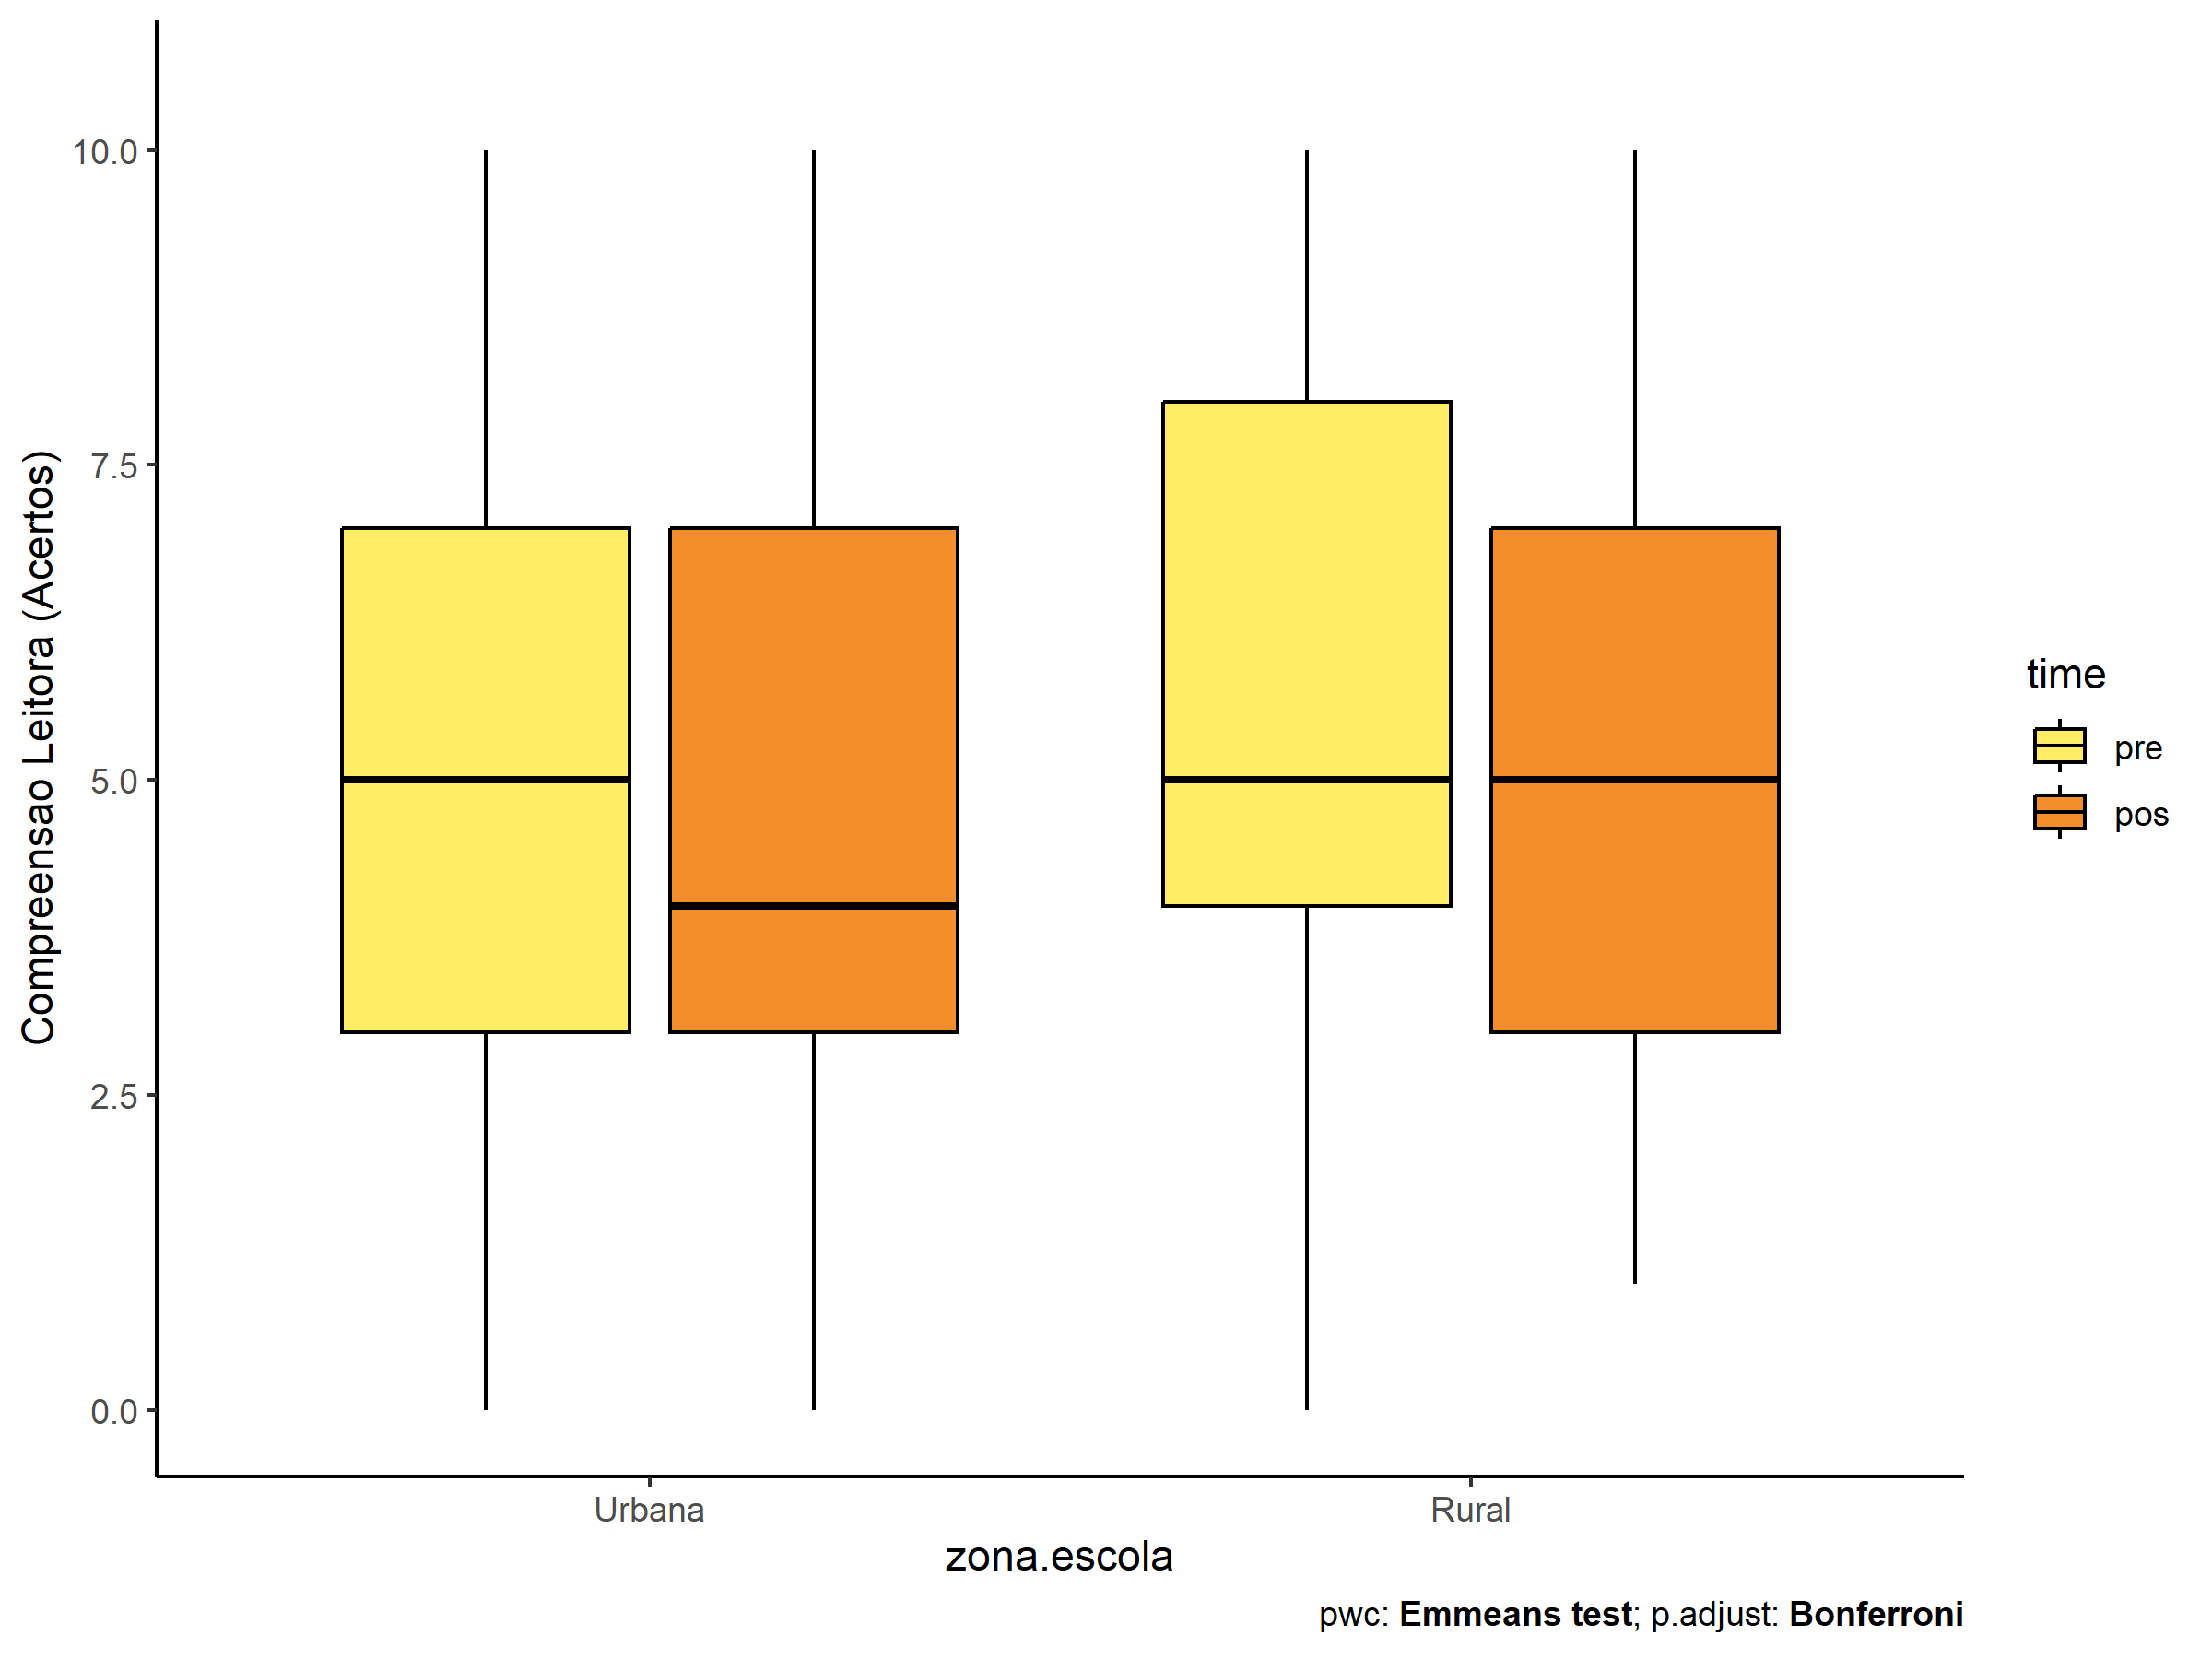 Compreensao Leitora (Acertos)
10.0
7.5
5.0
2.5
0.0
Urbana
Rural
zona.escola
time
pre
pos
pwc: Emmeans test; p.adjust: Bonferroni